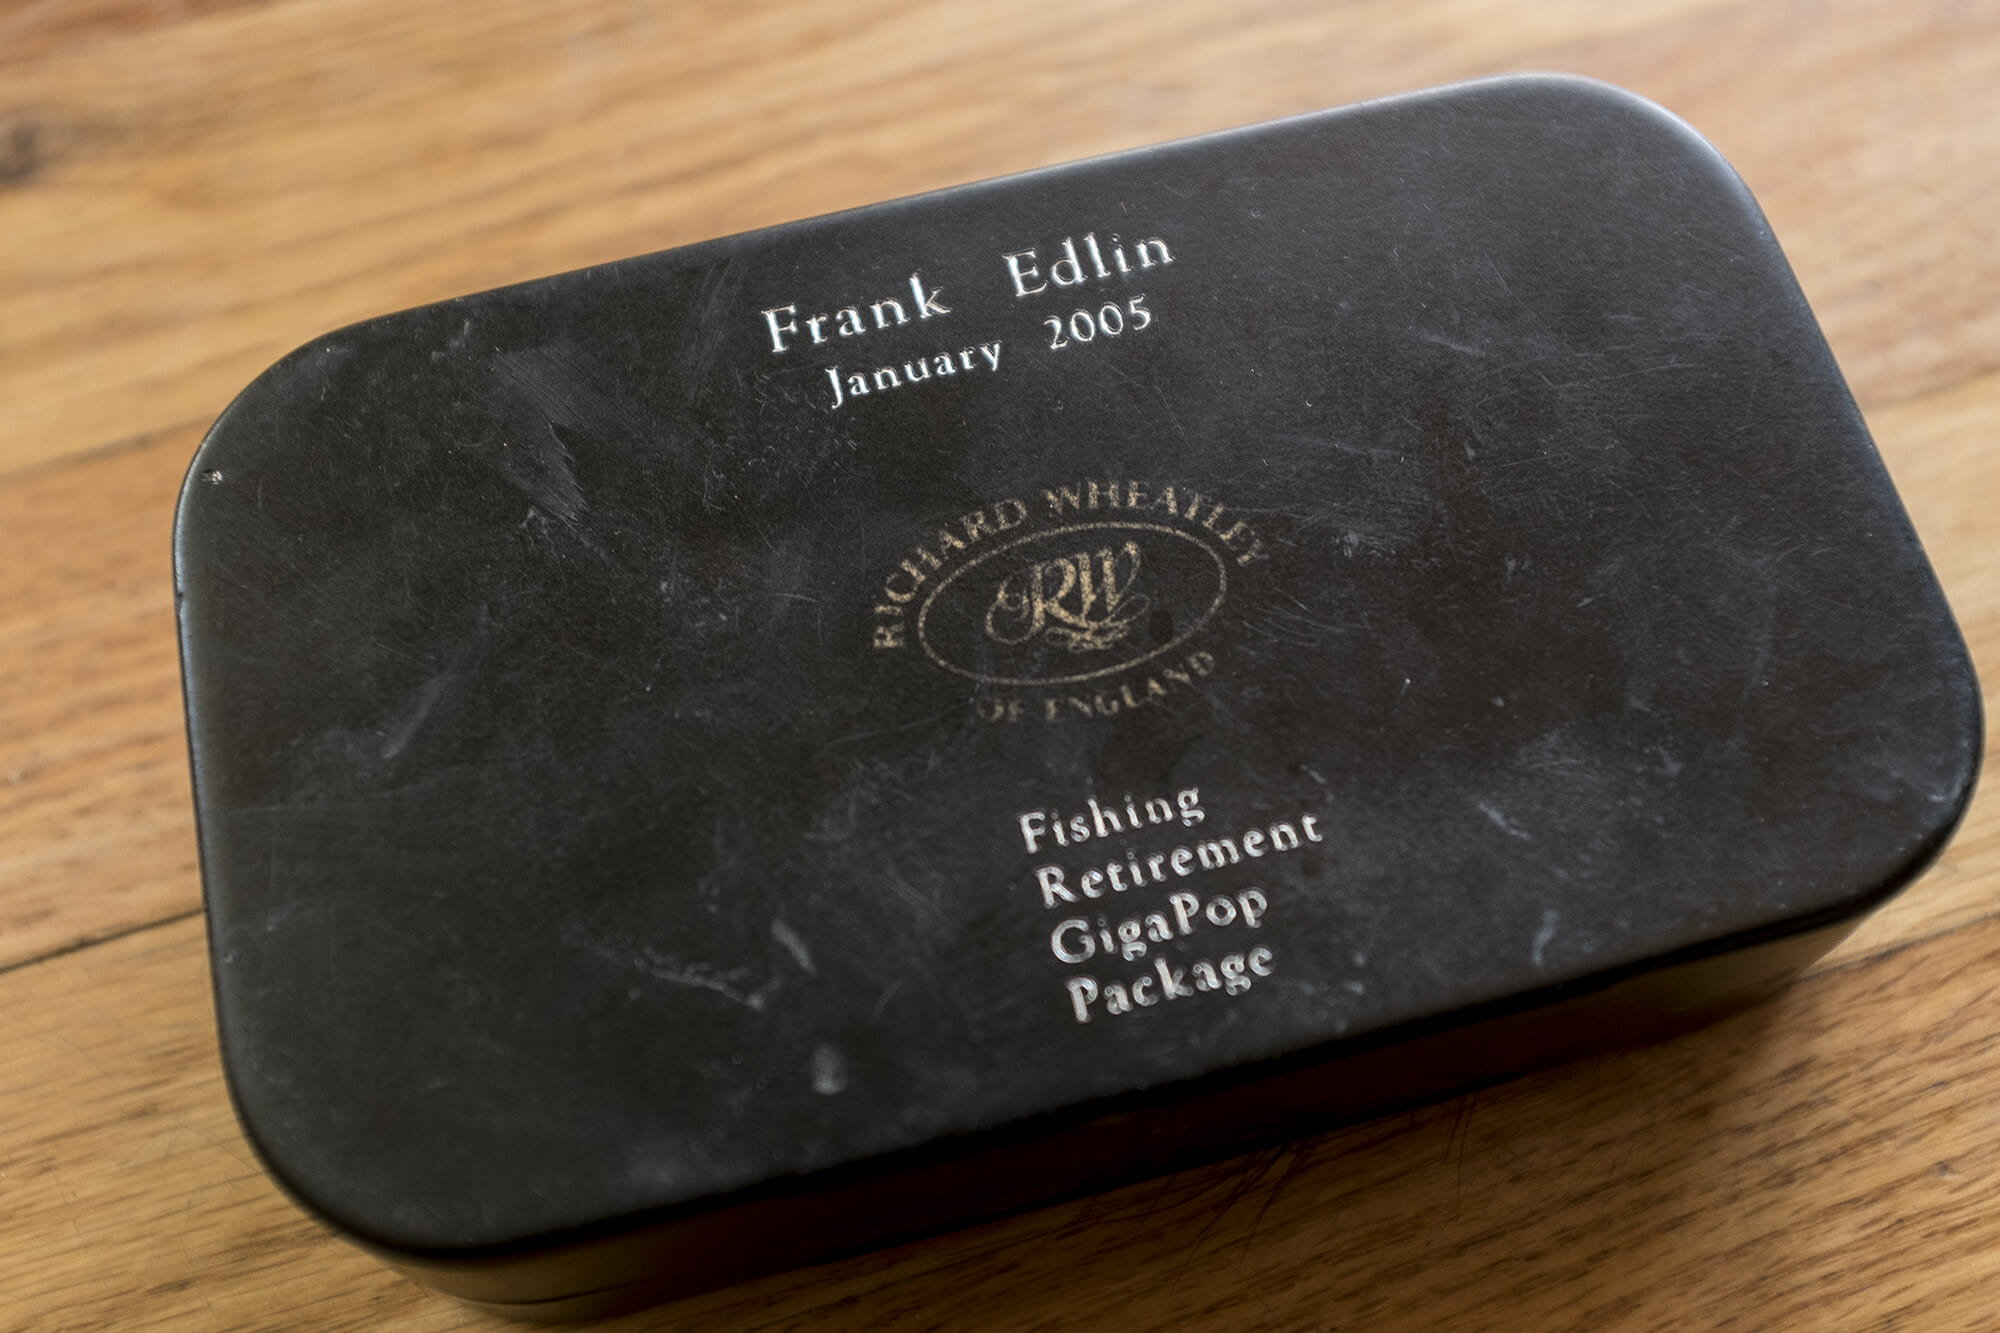 Frank Edlin
January 2005
RICHARD WHEATLEY
RW
OF ENGLAND
Fishing
Retirement
GigaPop
Package